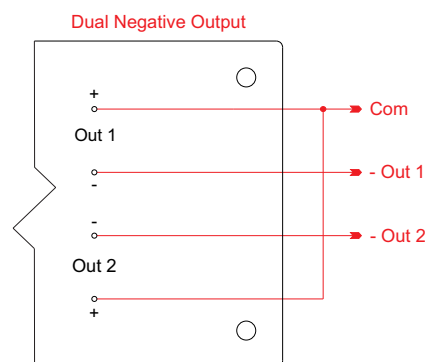 Dual Negative Output
+
Com
Out 1
-
- Out 1
-
- Out 2
Out 2
+